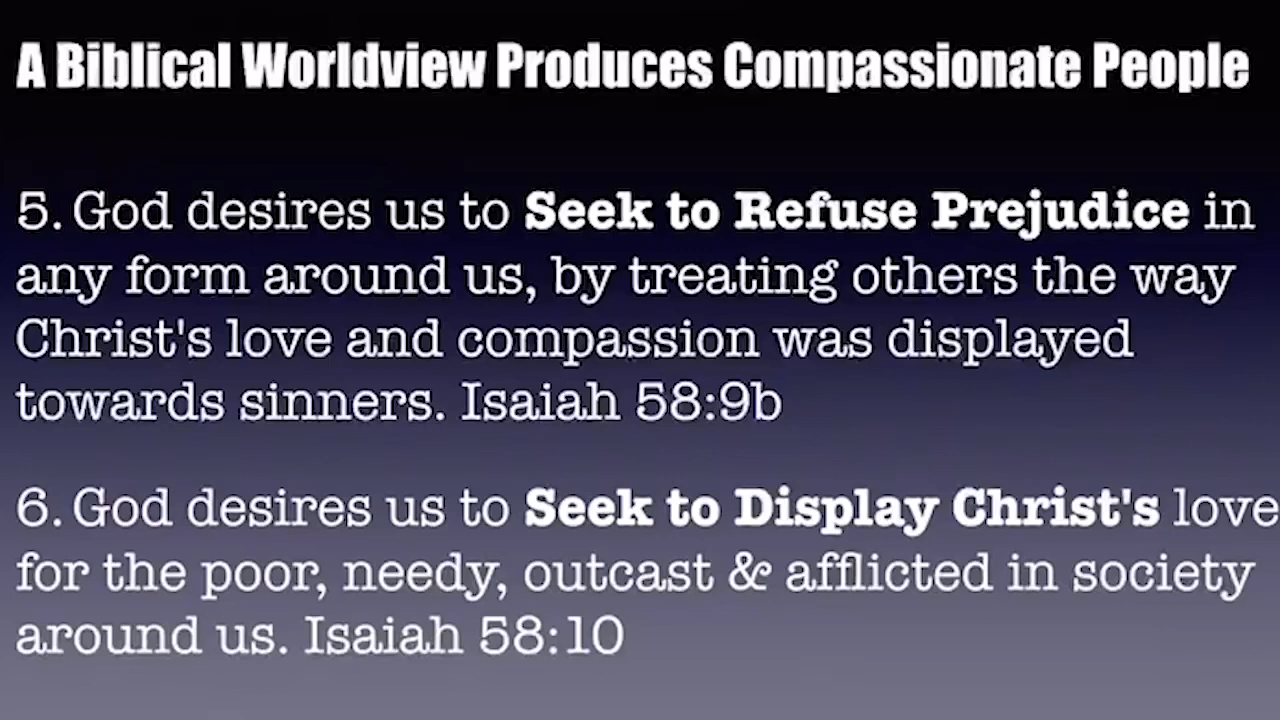 A Biblical Worldview Produces Compassionate People
5. God desires us to Seek to Refuse Prejudice in
any form around us, by treating others the way
Christ's love and compassion was displayed
towards sinners. Isaiah 58:9b
6. God desires us to Seek to Display Christ's love
for the poor, needy, outcast & afflicted in society
around us. Isaiah 58:10